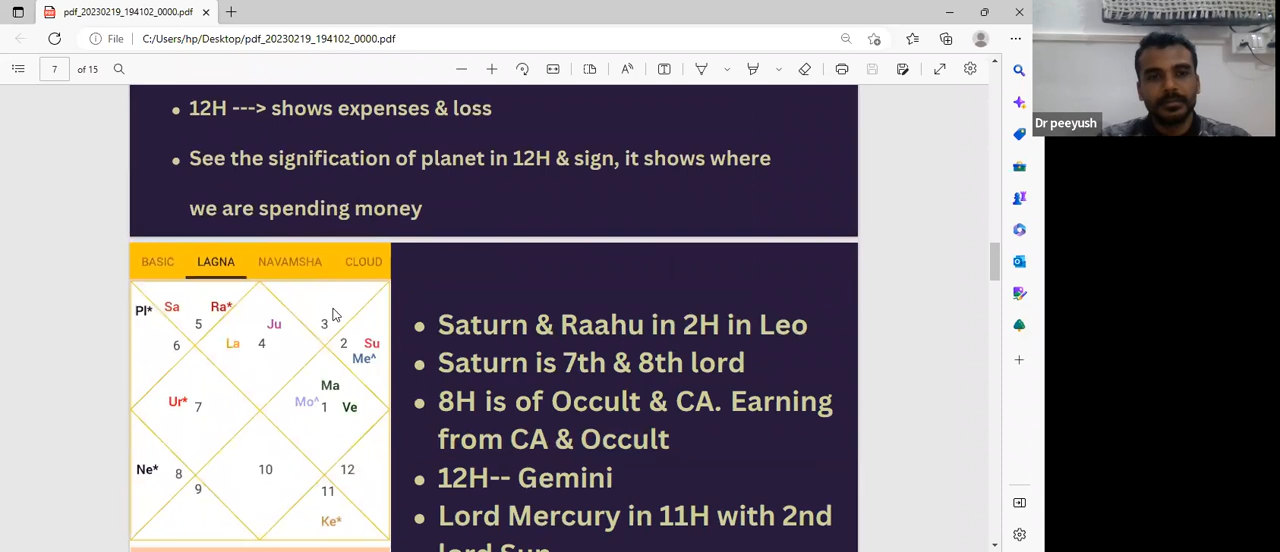 pdf_20230219_194102_0000.pdf
File
C:/Users/hp/Desktop/pdf_20230219_194102_0000.pdf
7 of 15
12H ---> shows expenses & loss
See the signification of planet in 12H & sign, it shows where
we are spending money
BASIC LAGNA NAVAMSHA CLOUD
Pl* Sa Ra*
5 Ju 3
6 La 4 2 Su
Me^
Ma
Ur* 7 Mo^ 1 Ve
Ne* 8 10 12
9 11
Ke*
Saturn & Raahu in 2H in Leo
Saturn is 7th & 8th lord
8H is of Occult & CA. Earning
from CA & Occult
12H-- Gemini
Lord Mercury in 11H with 2nd
lord Sun
Dr peeyush